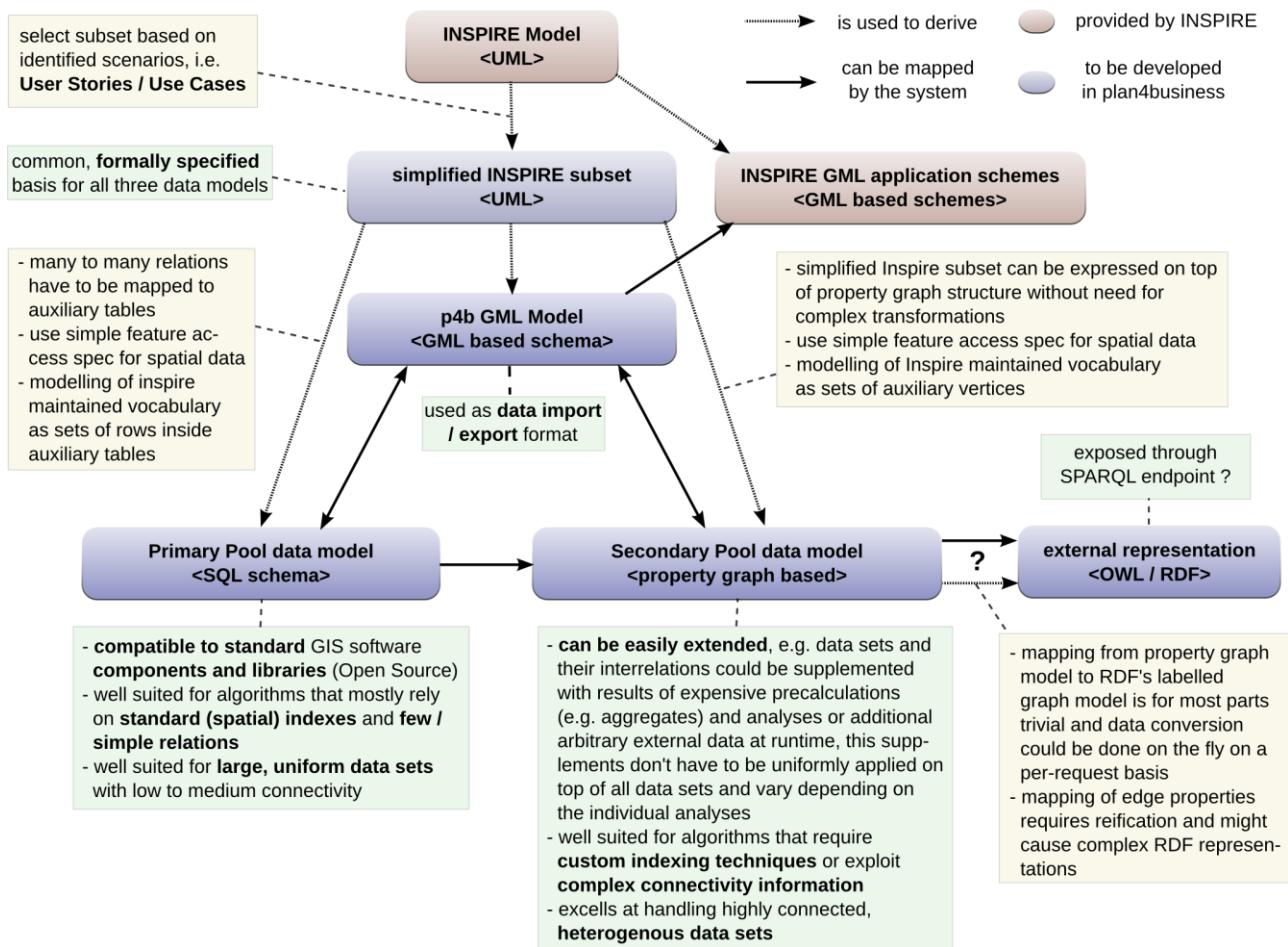 select subset based on
identified scenarios, i.e.
User Stories / Use Cases
INSPIRE Model
<UML>
is used to derive
provided by INSPIRE
can be mapped
by the system
to be developed
in plan4business
common, formally specified
basis for all three data models
simplified INSPIRE subset
<UML>
INSPIRE GML application schemes
<GML based schemes>
- many to many relations
have to be mapped to
auxiliary tables
- use simple feature ac-
cess spec for spatial data
- modelling of inspire
maintained vocabulary
as sets of rows inside
auxiliary tables
p4b GML Model
<GML based schema>
- simplified Inspire subset can be expressed on top
of property graph structure without need for
complex transformations
- use simple feature access spec for spatial data
- modelling of Inspire maintained vocabulary
as sets of auxiliary vertices
used as data import
/ export format
exposed through
SPARQL endpoint ?
Primary Pool data model
<SQL schema>
Secondary Pool data model
<property graph based>
?
external representation
<OWL / RDF>
- compatible to standard GIS software
components and libraries (Open Source)
- well suited for algorithms that mostly rely
on standard (spatial) indexes and few /
simple relations
- well suited for large, uniform data sets
with low to medium connectivity
- can be easily extended, e.g. data sets and
their interrelations could be supplemented
with results of expensive precalculations
(e.g. aggregates) and analyses or additional
arbitrary external data at runtime, this supp-
lements don't have to be uniformly applied on
top of all data sets and vary depending on
the individual analyses
- well suited for algorithms that require
custom indexing techniques or exploit
complex connectivity information
- excells at handling highly connected,
heterogenous data sets
- mapping from property graph
model to RDF's labelled
graph model is for most parts
trivial and data conversion
could be done on the fly on a
per-request basis
- mapping of edge properties
requires reification and might
cause complex RDF represen-
tations